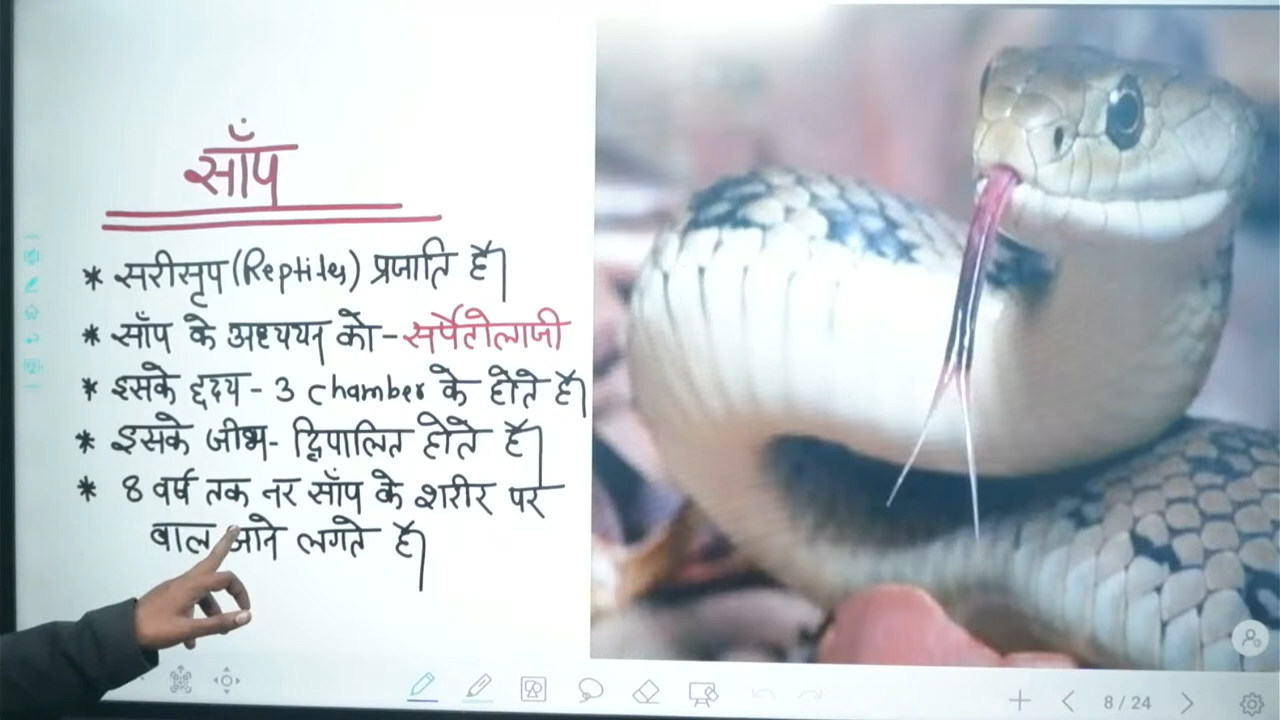 साँप
* सरीसृप (Reptiles) प्रजाति है।
* साँप के अध्ययन को - सर्पेटोलाजी
* इसके हृदय - 3 chamber के होते है।
* इसके जीभ - द्विपालित होते है।
* 8 वर्ष तक नर साँप के शरीर पर
बाल आने लगते है।
8 / 24